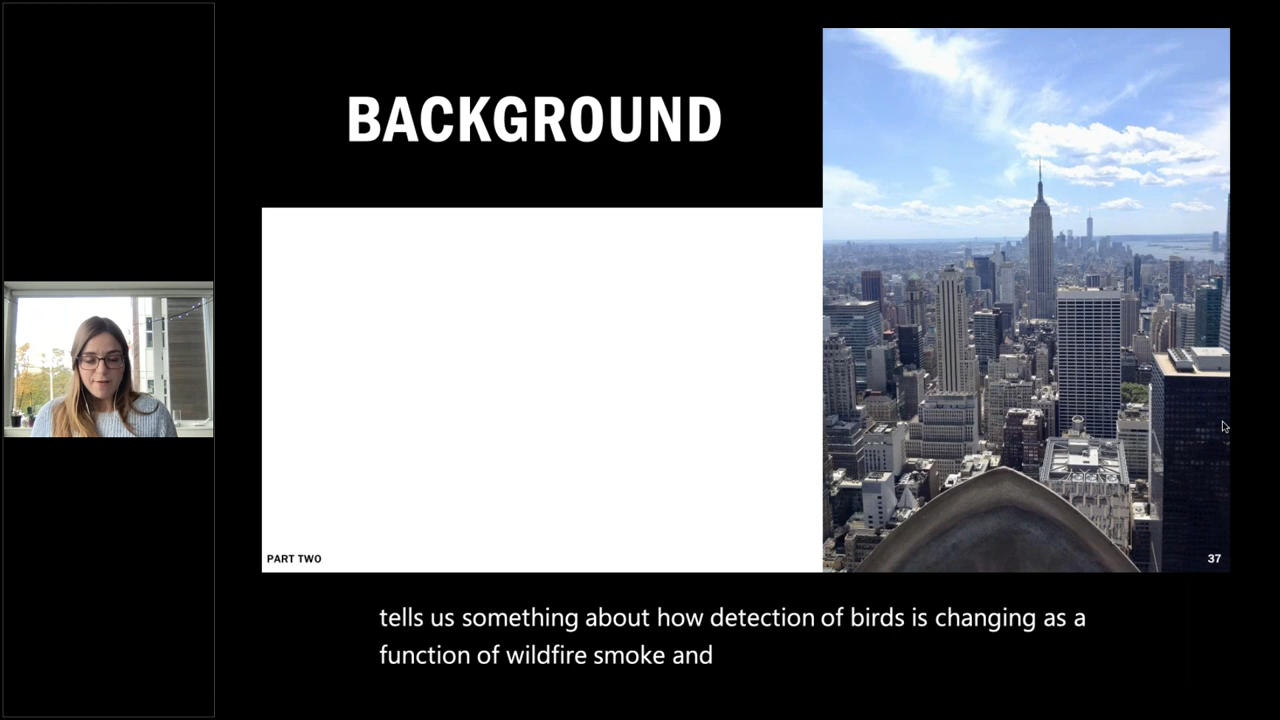 BACKGROUND
PART TWO
37
tells us something about how detection of birds is changing as a
function of wildfire smoke and